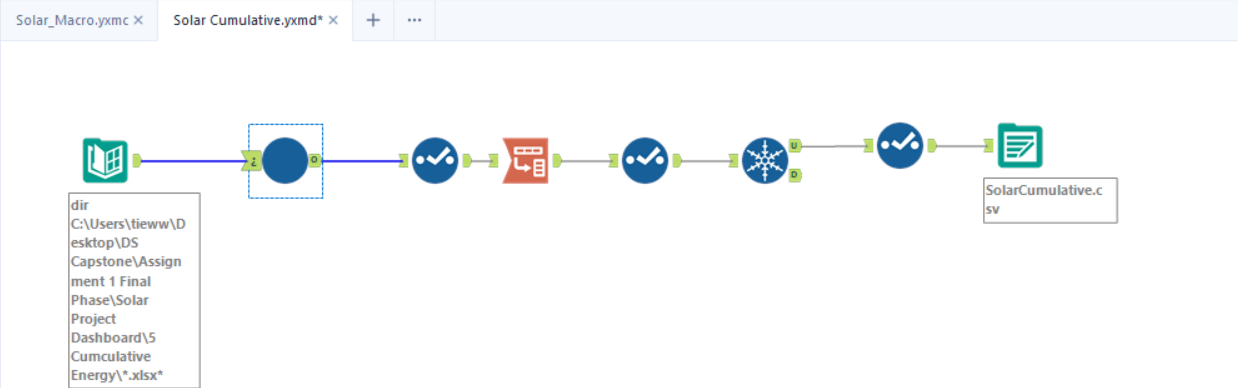 Solar_Macro.yxmc
Solar Cumulative.yxmd*
¿
O
U
D
dir
C:\Users\tieww\D
esktop\DS
Capstone\Assign
ment 1 Final
Phase\Solar
Project
Dashboard\5
Cumculative
Energy\*.xlsx*
SolarCumulative.c
sv